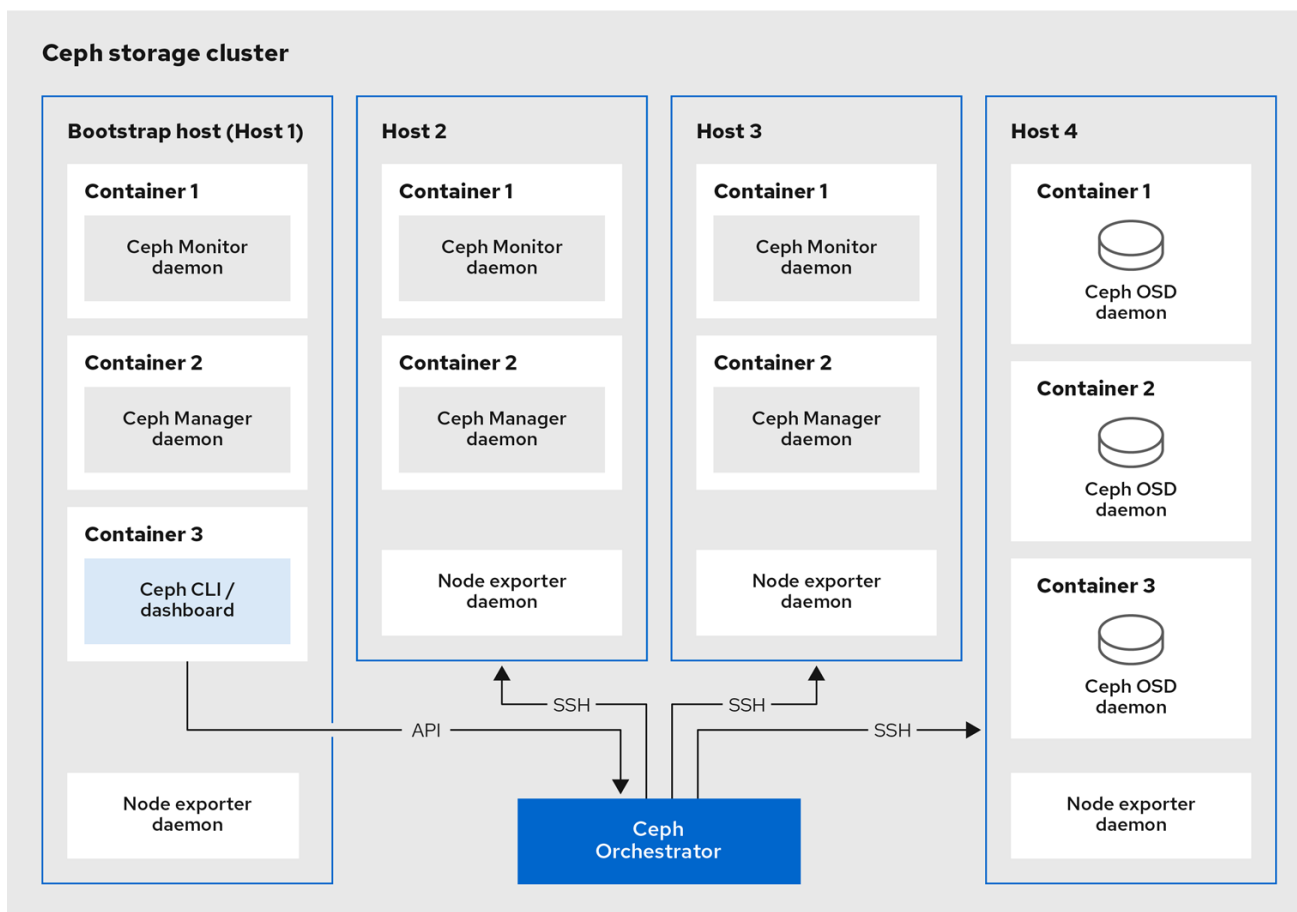 Ceph storage cluster
Bootstrap host (Host 1)
Container 1
Ceph Monitor
daemon
Container 2
Ceph Manager
daemon
Container 3
Ceph CLI /
dashboard
Node exporter
daemon
Host 2
Container 1
Ceph Monitor
daemon
Container 2
Ceph Manager
daemon
Node exporter
daemon
Host 3
Container 1
Ceph Monitor
daemon
Container 2
Ceph Manager
daemon
Node exporter
daemon
Host 4
Container 1
Ceph OSD
daemon
Container 2
Ceph OSD
daemon
Container 3
Ceph OSD
daemon
Node exporter
daemon
SSH
SSH
API
SSH
Ceph
Orchestrator